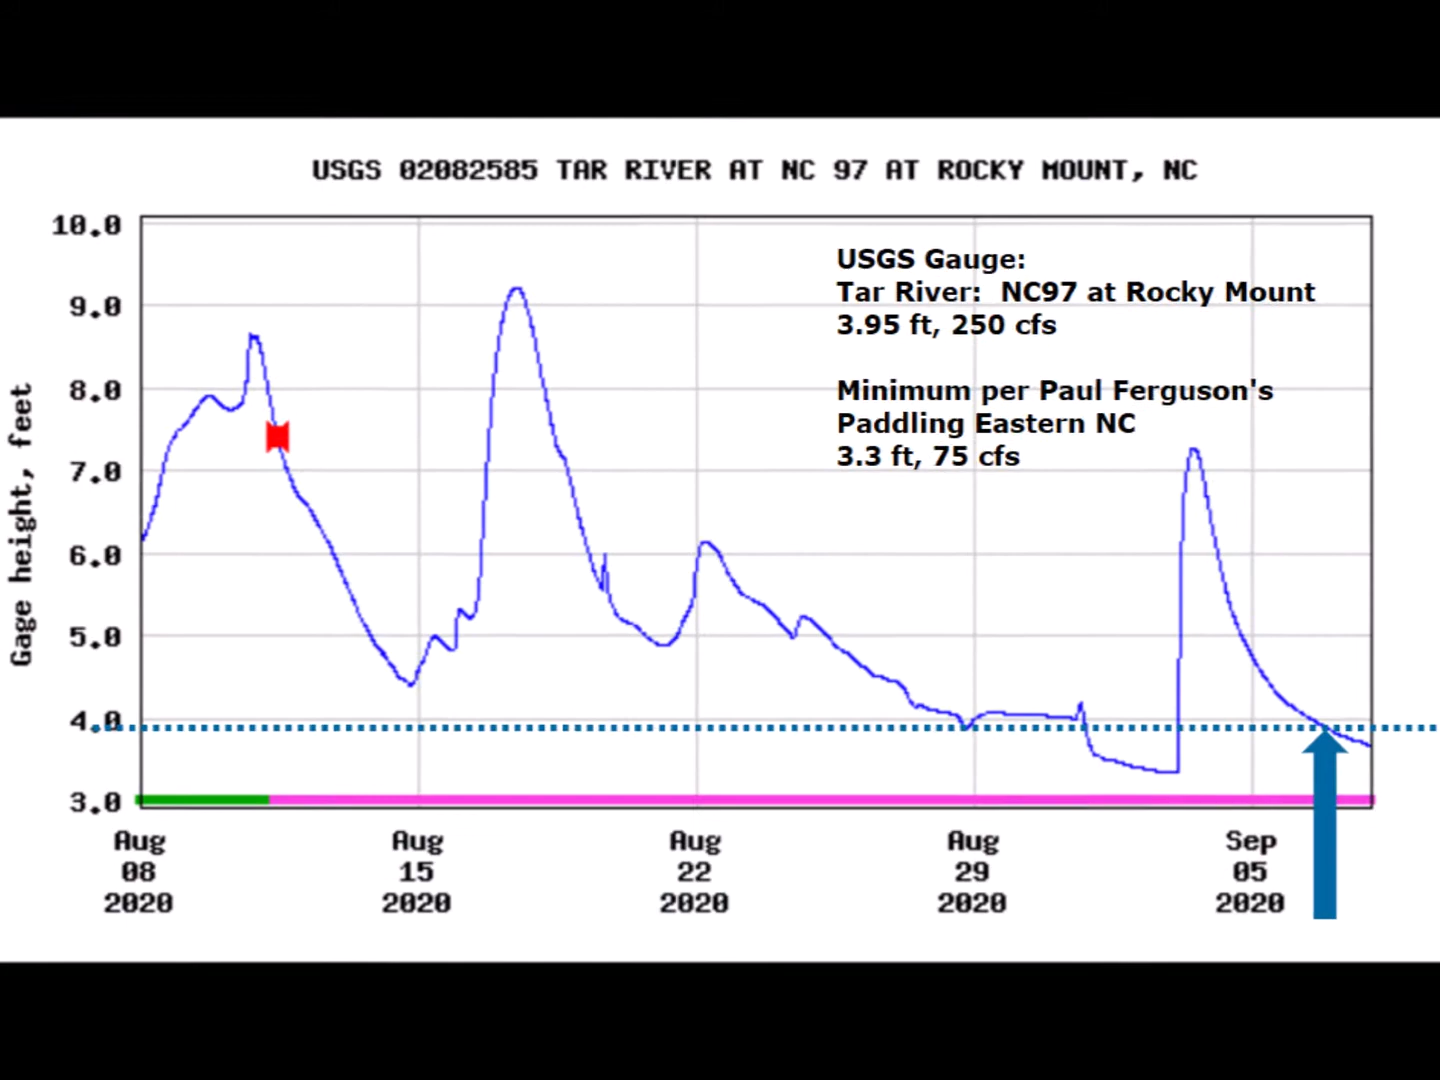 USGS 02082585 TAR RIVER AT NC 97 AT ROCKY MOUNT, NC
USGS Gauge:
Tar River:  NC97 at Rocky Mount
3.95 ft, 250 cfs
Minimum per Paul Ferguson's
Paddling Eastern NC
3.3 ft, 75 cfs
Gage height, feet
10.0
9.0
8.0
7.0
6.0
5.0
4.0
3.0
Aug
08
2020
Aug
15
2020
Aug
22
2020
Aug
29
2020
Sep
05
2020